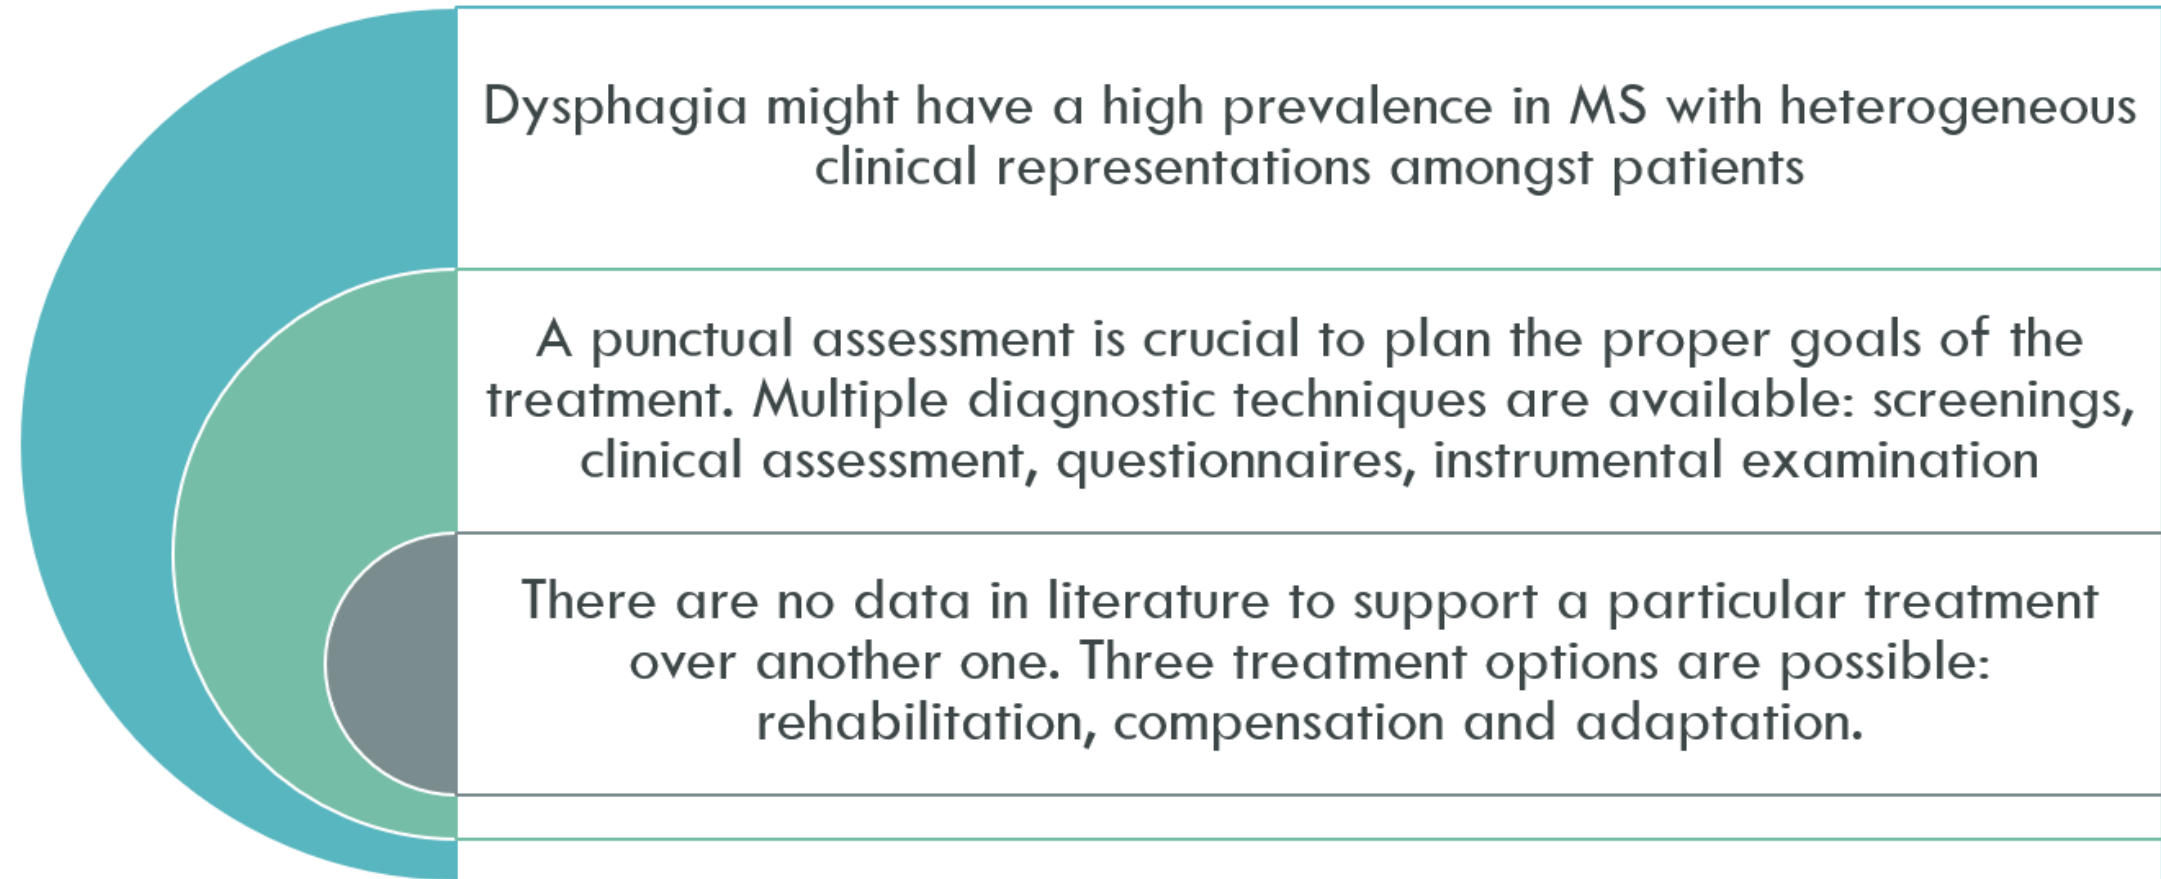 Dysphagia might have a high prevalence in MS with heterogeneous
clinical representations amongst patients
A punctual assessment is crucial to plan the proper goals of the
treatment. Multiple diagnostic techniques are available: screenings,
clinical assessment, questionnaires, instrumental examination
There are no data in literature to support a particular treatment
over another one. Three treatment options are possible:
rehabilitation, compensation and adaptation.